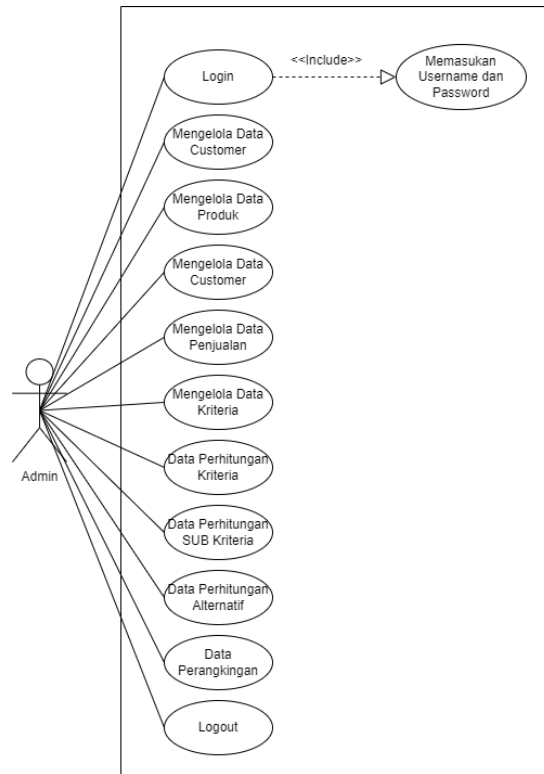 <<Include>>
Login
Memasukan
Username dan
Password
Mengelola Data
Customer
Mengelola Data
Produk
Mengelola Data
Customer
Mengelola Data
Penjualan
Mengelola Data
Kriteria
Admin
Data Perhitungan
Kriteria
Data Perhitungan
SUB Kriteria
Data Perhitungan
Alternatif
Data
Perangkingan
Logout